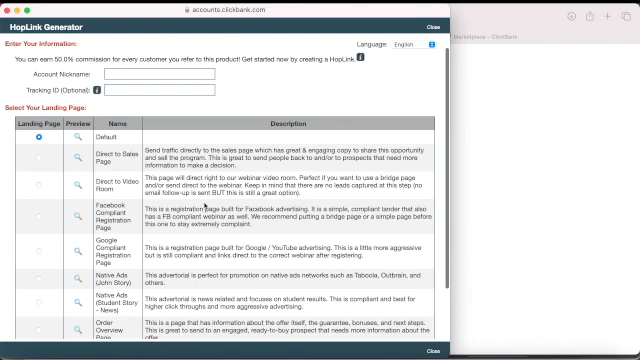 accounts.clickbank.com
Marketplace - ClickBank
HopLink Generator
Close
Enter Your Information:
Language: English
You can earn 50.0% commission for every customer you refer to this product! Get started now by creating a HopLink.
Account Nickname:
Tracking ID (Optional):
Select Your Landing Page:
Landing Page Preview Name Description
Default
Direct to Sales
Page
Send traffic directly to the sales page which has great & engaging copy to share this opportunity
and sell the program. This is great to send people back to and/or to prospects that need more
information to make a decision.
Direct to Video
Room
This page will direct right to our webinar video room. Perfect if you want to use a bridge page
and/or send direct to the webinar. Keep in mind that there are no leads captured at this step (no
email follow-up is sent BUT this is still a great option).
Facebook
Compliant
Registration
Page
This is a registration page built for Facebook advertising. It is a simple, compliant lander that also
has a FB compliant webinar as well. We recommend putting a bridge page or a simple page before
this one to stay extremely compliant.
Google
Compliant
Registration
Page
This is a registration page built for Google / YouTube advertising. This is a little more aggressive
but is still compliant and links direct to the correct webinar after registering.
Native Ads
(John Story)
This advertorial is perfect for promotion on native ads networks such as Taboola, Outbrain, and
others.
Native Ads
(Student Story
- News)
This advertorial is news related and focuses on student results. This is compliant and best for
higher click throughs and more aggressive advertising.
Order
Overview
Page
This is a page that has information about the offer itself, the guarantee, bonuses, and next steps.
This is great to send to an engaged, ready-to-buy prospect that needs more information about the
offer.
Close